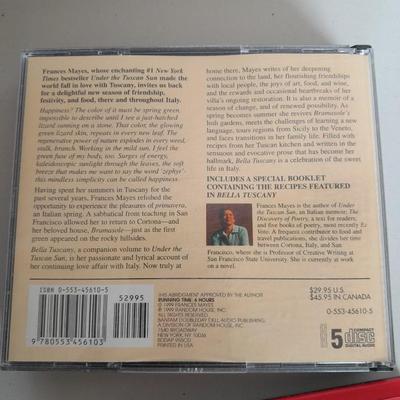 Frances Mayes, whose enchanting #1 New York
Times bestseller Under the Tuscan Sun made the
world fall in love with Tuscany, invites us back
for a delightful new season of friendship,
festivity, and food, there and throughout Italy.
Happiness? The color of it must be spring green,
impossible to describe until I see a just-hatched
lizard sunning on a stone. That color, the glowing
green lizard skin, repeats in every new leaf. The
regenerative power of nature explodes in every weed,
stalk, branch. Working in the mild sun, I feel the
green fuse of my body, too. Surges of energy,
kaleidoscopic sunlight through the leaves, the soft
breeze that makes me want to say the word "zephyr"-
this mindless simplicity can be called happiness.
Having spent her summers in Tuscany for the
past several years, Frances Mayes relished the
opportunity to experience the pleasures of primavera,
an Italian spring. A sabbatical from teaching in
San Francisco allowed her to return to Cortona—and
her beloved house, Bramasole—just as the first
green appeared on the rocky hillsides.
Bella Tuscany, a companion volume to Under the
Tuscan Sun, is her passionate and lyrical account of
her continuing love affair with Italy. Now truly at
home there, Mayes writes of her deepening
connection to the land, her flourishing friendships
with local people, the joys of art, food, and wine,
and the rewards and occasional heartbreaks of her
villa's ongoing restoration. It is also a memoir of a
season of change, and of renewed possibility. As
spring becomes summer she revives Bramasole's
lush gardens, meets the challenges of learning a new
language, tours regions from Sicily to the Veneto,
and faces transitions in her family life. Filled with
recipes from her Tuscan kitchen and written in the
sensuous and evocative prose that has become her
hallmark, Bella Tuscany is a celebration of the sweet
life in Italy.
INCLUDES A SPECIAL BOOKLET
CONTAINING THE RECIPES FEATURED
IN BELLA TUSCANY
Frances Mayes is the author of Under
the Tuscan Sun, an Italian memoir; The
Discovery of Poetry, a text for readers;
and five books of poetry, most recently Ex
Voto. A frequent contributor to food and
travel publications, she divides her time
between Cortona, Italy, and San
Francisco, where she is Professor of Creative Writing at
San Francisco State University. She is currently at work
on a novel.
ISBN 0-553-45610-5
52995
9780553456103
THIS ABRIDGMENT APPROVED BY THE AUTHOR
RUNNING TIME: 6 HOURS
© 1999 FRANCES MAYES
℗ 1999 RANDOM HOUSE, INC.
BANTAM DOUBLEDAY DELL AUDIO PUBLISHING
A DIVISION OF RANDOM HOUSE, INC.
1540 BROADWAY
NEW YORK, NY 10036
PRINTED IN USA
$29.95 U.S.
$45.95 IN CANADA
0-553-45610-5
5 COMPACT
disc
DIGITAL AUDIO